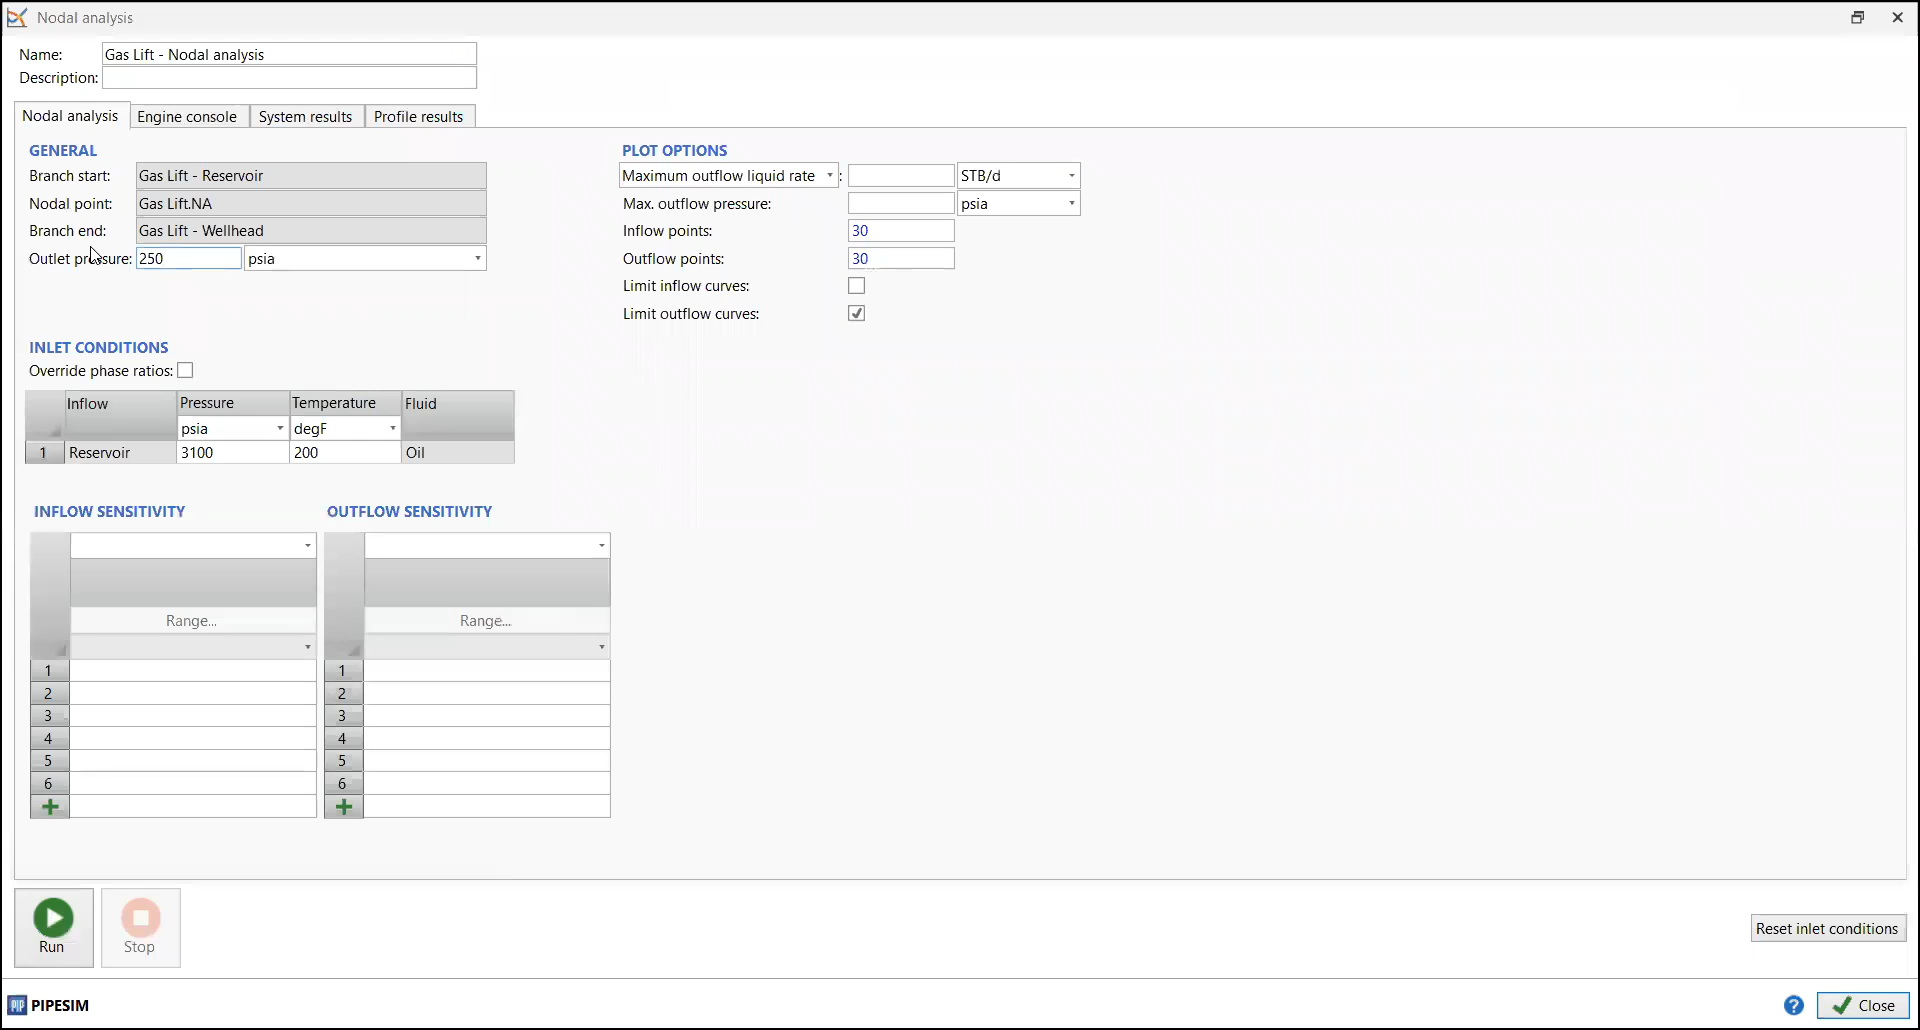 Nodal analysis
Name: Gas Lift - Nodal analysis
Description:
Nodal analysis Engine console System results Profile results
GENERAL
Branch start: Gas Lift - Reservoir
Nodal point: Gas Lift.NA
Branch end: Gas Lift - Wellhead
Outlet pressure: 250 psia
PLOT OPTIONS
Maximum outflow liquid rate : STB/d
Max. outflow pressure: psia
Inflow points: 30
Outflow points: 30
Limit inflow curves:
Limit outflow curves:
INLET CONDITIONS
Override phase ratios:
Inflow Pressure Temperature Fluid
psia degF
1 Reservoir 3100 200 Oil
INFLOW SENSITIVITY OUTFLOW SENSITIVITY
Range... Range...
1 1
2 2
3 3
4 4
5 5
6 6
Run Stop
Reset inlet conditions
PIP PIPESIM
? Close